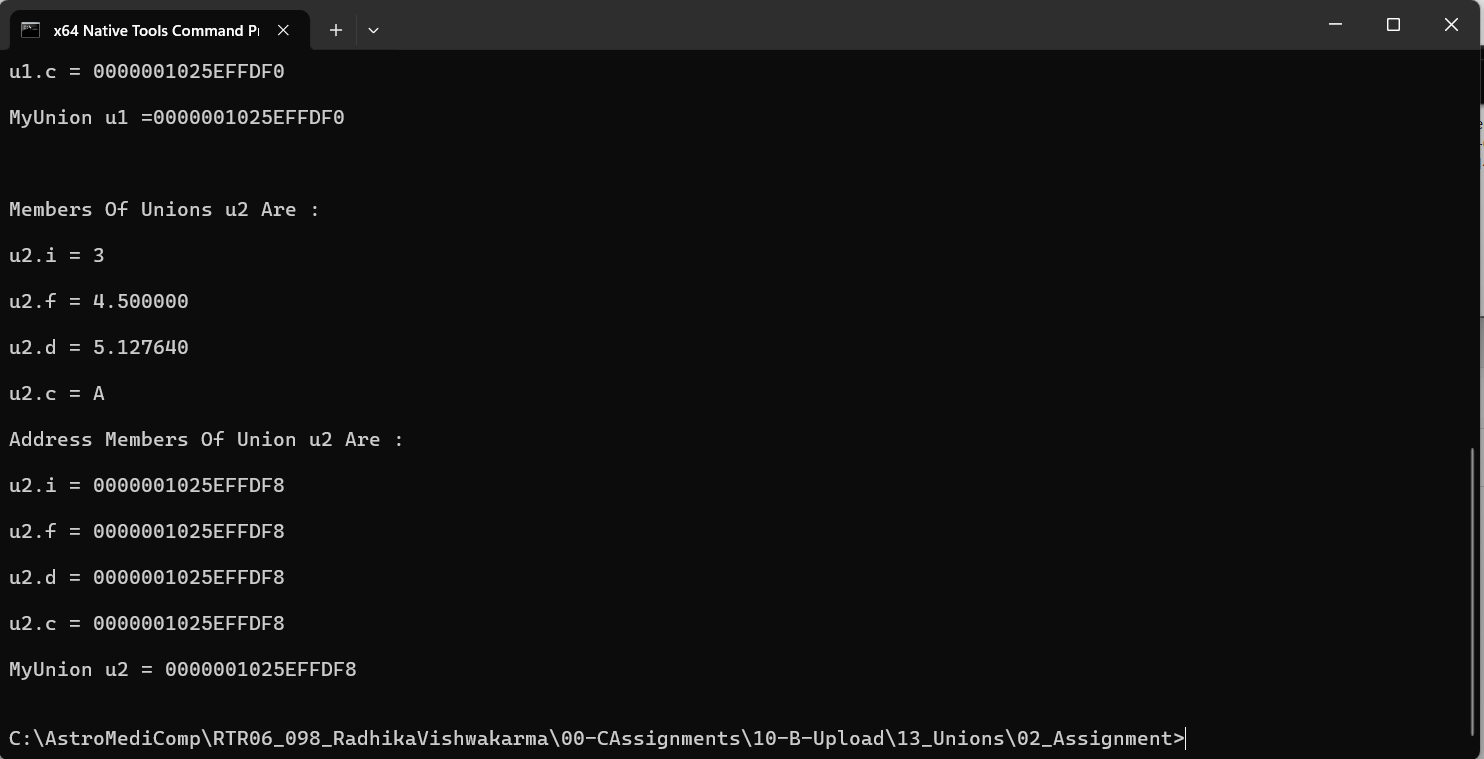 x64 Native Tools Command Pr
u1.c = 0000001025EFFDF0
MyUnion u1 =0000001025EFFDF0
Members Of Unions u2 Are :
u2.i = 3
u2.f = 4.500000
u2.d = 5.127640
u2.c = A
Address Members Of Union u2 Are :
u2.i = 0000001025EFFDF8
u2.f = 0000001025EFFDF8
u2.d = 0000001025EFFDF8
u2.c = 0000001025EFFDF8
MyUnion u2 = 0000001025EFFDF8
C:\AstroMediComp\RTR06_098_RadhikaVishwakarma\00-CAssignments\10-B-Upload\13_Unions\02_Assignment>